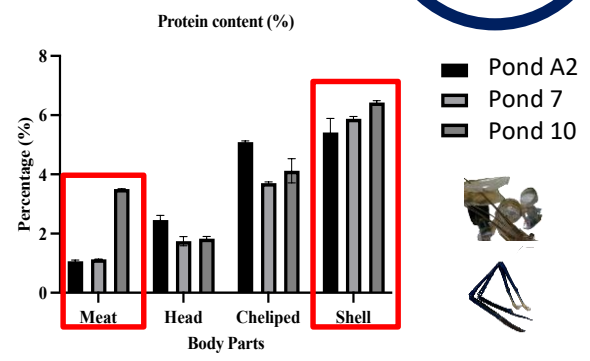 Protein content (%)
8
6
4
2
0
Percentage (%)
Meat Head Cheliped Shell
Body Parts
Pond A2
Pond 7
Pond 10